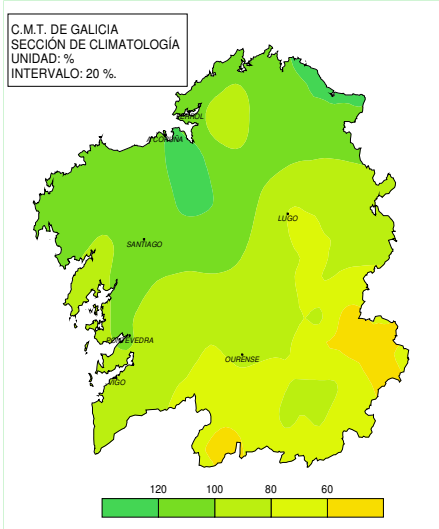 C.M.T. DE GALICIA
SECCIÓN DE CLIMATOLOGÍA
UNIDAD: %
INTERVALO: 20 %.
FERROL
A CORUÑA
LUGO
SANTIAGO
PONTEVEDRA
OURENSE
VIGO
120 100 80 60